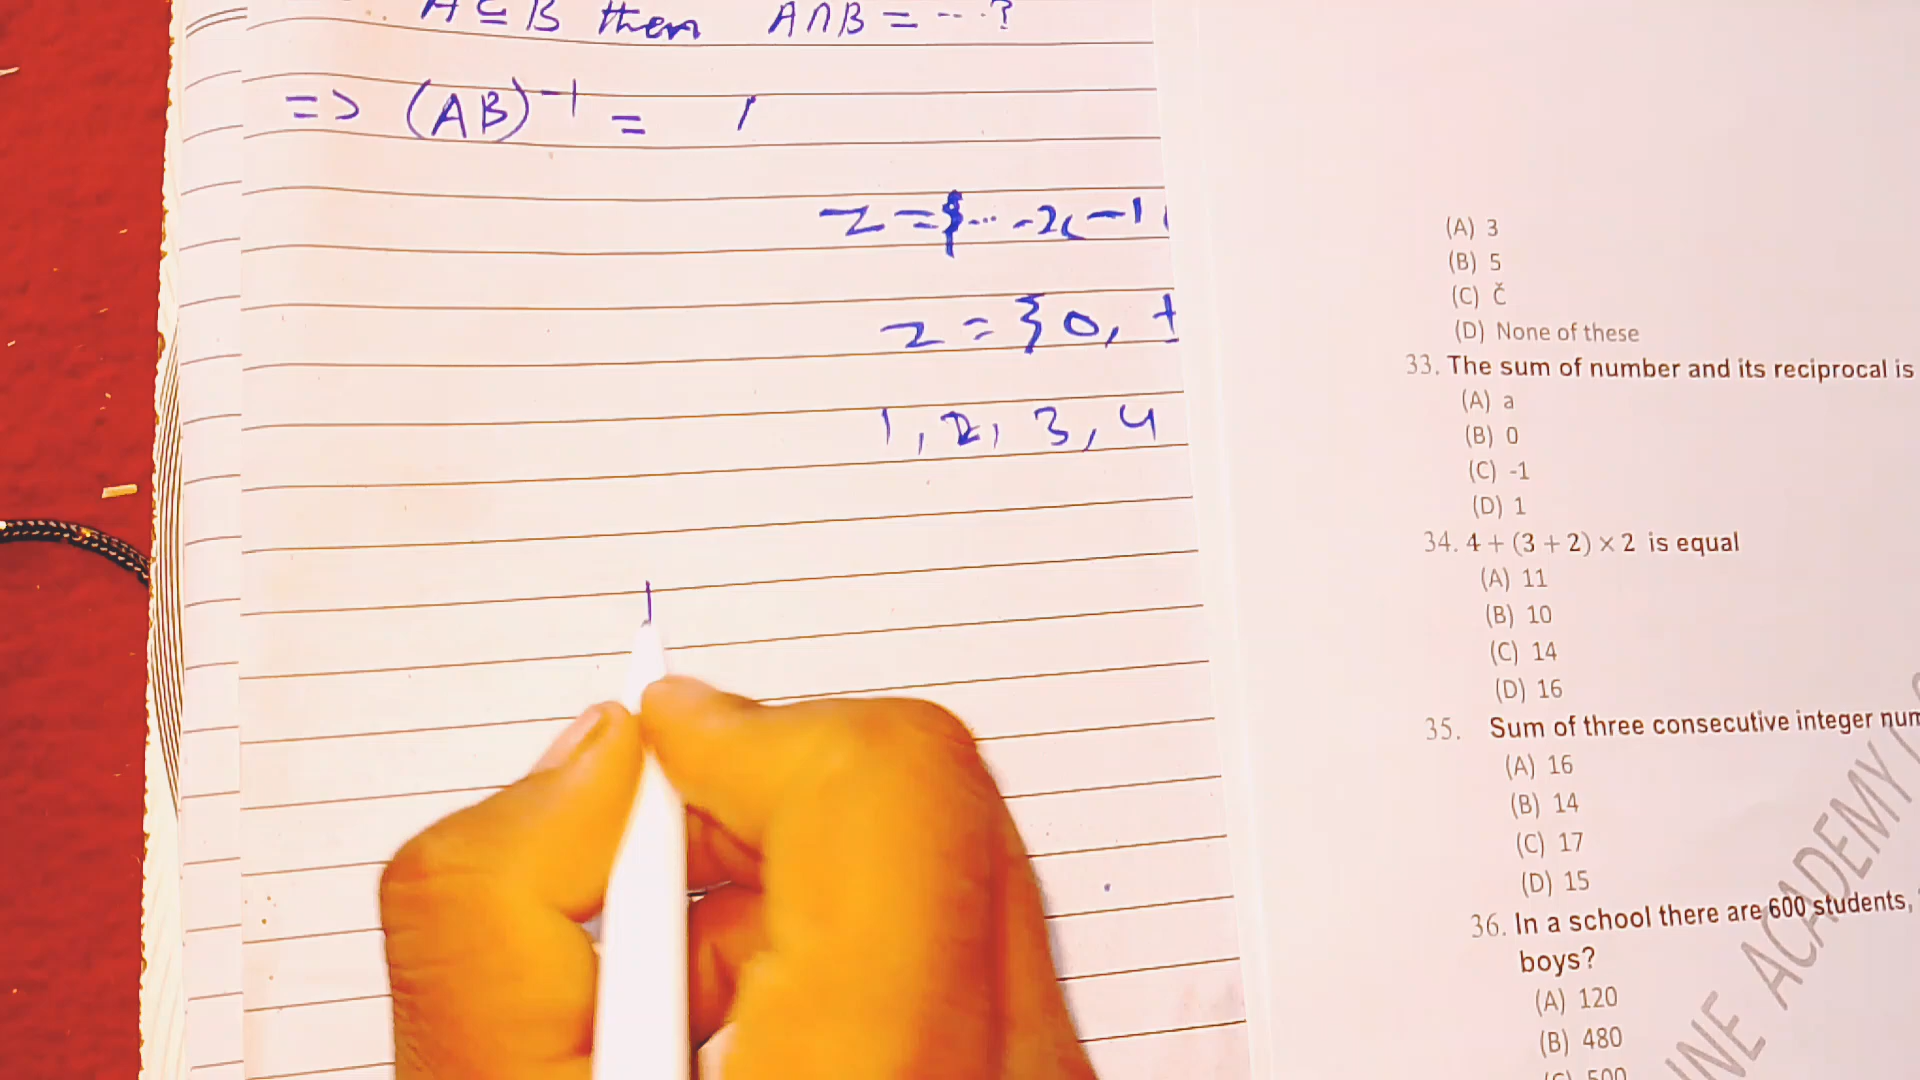 A ⊆ B then A∩B = -- .?
=> (AB)⁻¹ =
Z = {... -2, -1,
Z = {0, ±
1, 2, 3, 4
(A) 3
(B) 5
(C) č
(D) None of these
33. The sum of number and its reciprocal is
(A) a
(B) 0
(C) -1
(D) 1
34. 4 + (3 + 2) × 2 is equal
(A) 11
(B) 10
(C) 14
(D) 16
35. Sum of three consecutive integer num
(A) 16
(B) 14
(C) 17
(D) 15
36. In a school there are 600 students,
boys?
(A) 120
(B) 480
(C) 500
INE ACADEMY